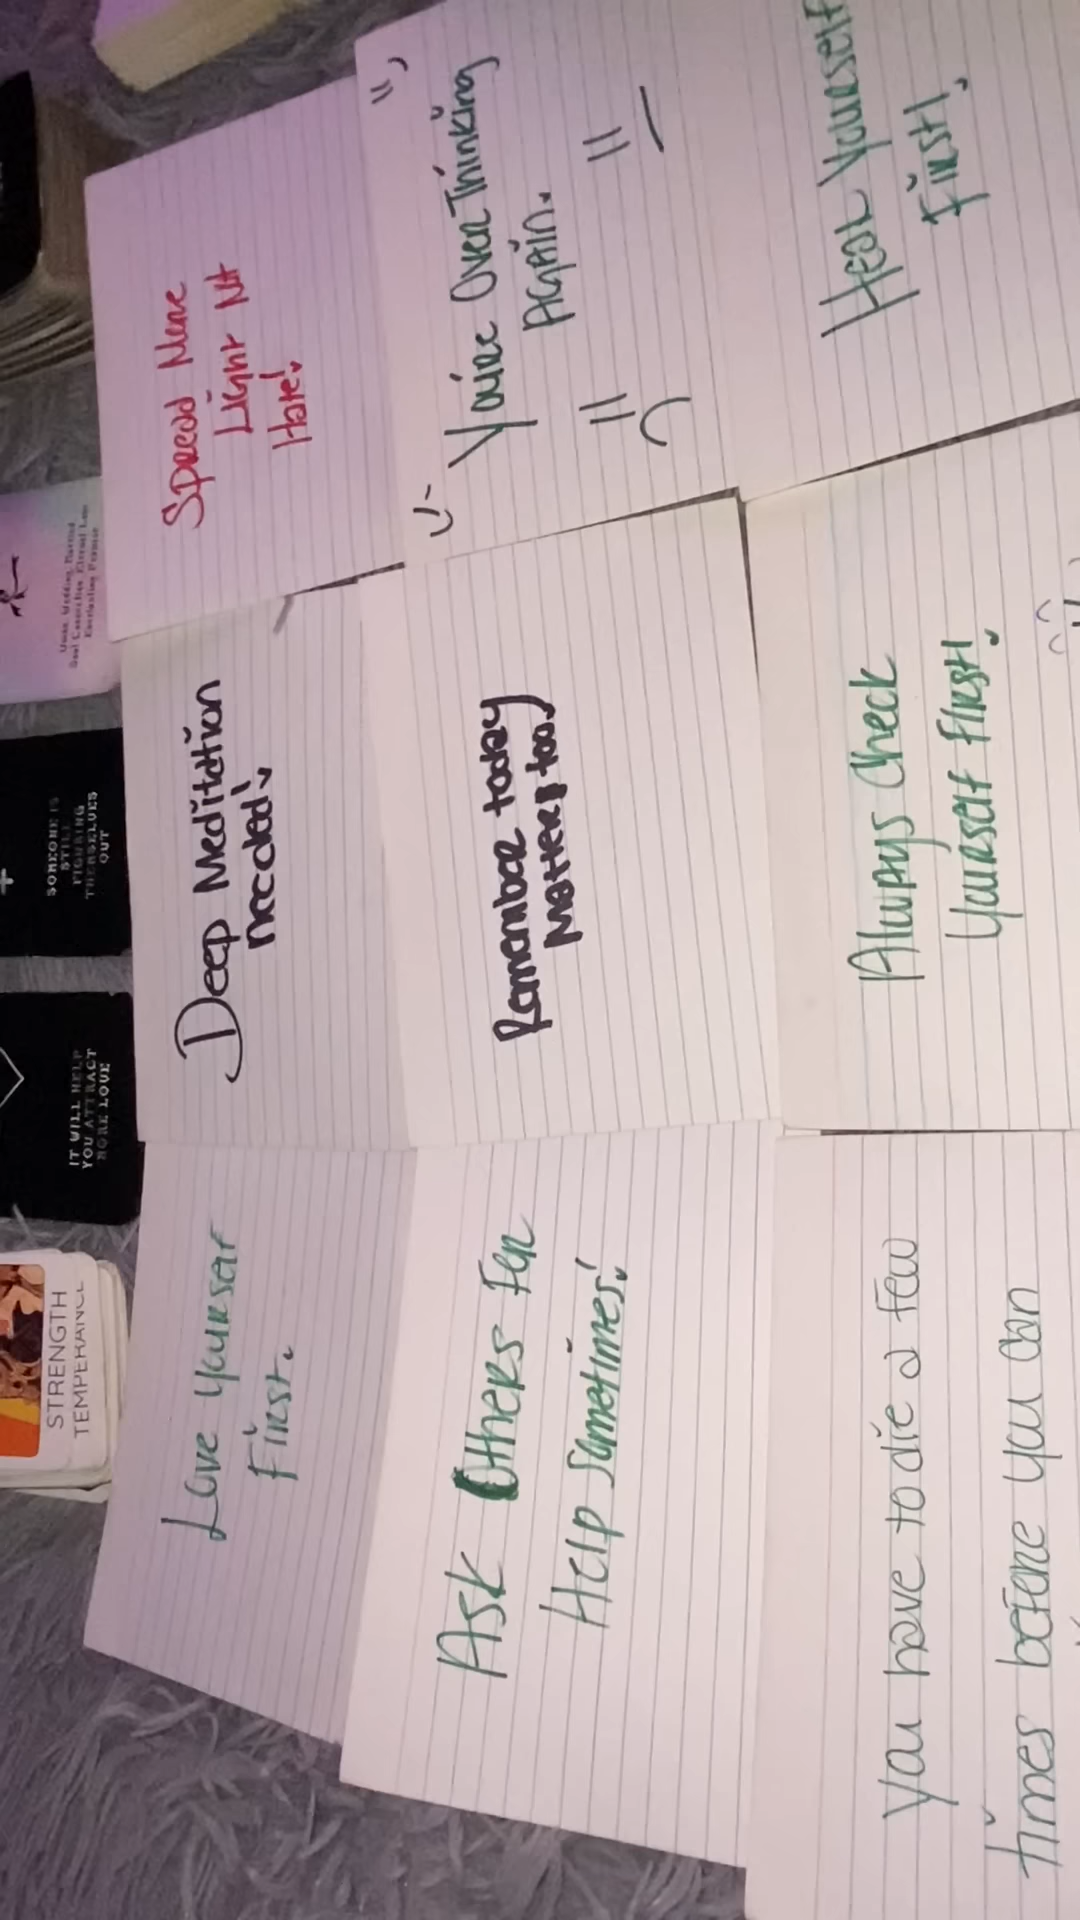 STRENGTH
TEMPERANCE
IT WILL HELP
YOU ATTRACT
MORE LOVE
SOMEONE IS
STILL
FIGURING
THEMSELVES
OUT
Love Yourself
First.
Deep Meditation
needed!
Spread More
Light Not
Hate!
Ask Others For
Help Sometimes!
Remember today
Matters too.
You're Over Thinking
Again.
you have to die a few
times before you can
Always Check
Yourself First!
Heal Yourself
First!